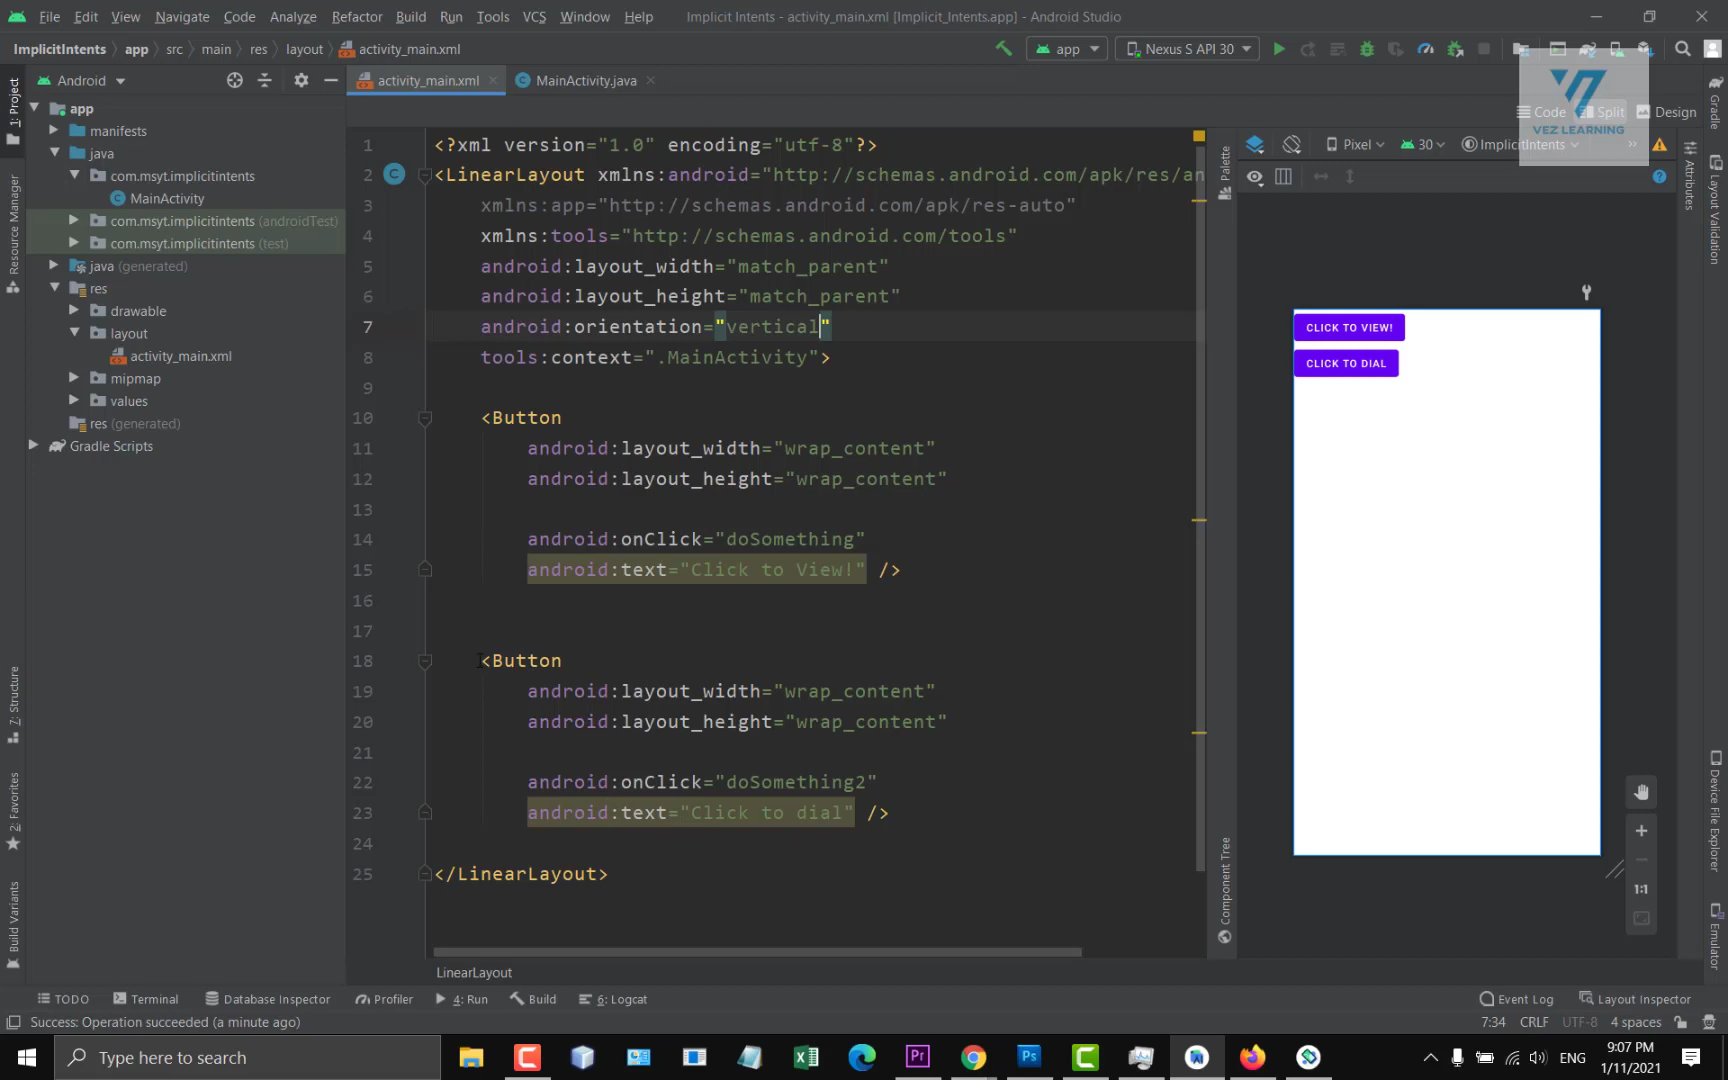 File Edit View Navigate Code Analyze Refactor Build Run Tools VCS Window Help Implicit Intents - activity_main.xml [Implicit_Intents.app] - Android Studio
ImplicitIntents app src main res layout activity_main.xml app Nexus S API 30
Android activity_main.xml MainActivity.java
VEZ LEARNING
Code Split Design
1: Project
Resource Manager
7: Structure
2: Favorites
Build Variants
app
manifests
java
com.msyt.implicitintents
MainActivity
com.msyt.implicitintents (androidTest)
com.msyt.implicitintents (test)
java (generated)
res
drawable
layout
activity_main.xml
mipmap
values
res (generated)
Gradle Scripts
1 <?xml version="1.0" encoding="utf-8"?>
2 <LinearLayout xmlns:android="http://schemas.android.com/apk/res/an
3 xmlns:app="http://schemas.android.com/apk/res-auto"
4 xmlns:tools="http://schemas.android.com/tools"
5 android:layout_width="match_parent"
6 android:layout_height="match_parent"
7 android:orientation="vertical"
8 tools:context=".MainActivity">
9
10 <Button
11 android:layout_width="wrap_content"
12 android:layout_height="wrap_content"
13
14 android:onClick="doSomething"
15 android:text="Click to View!" />
16
17
18 <Button
19 android:layout_width="wrap_content"
20 android:layout_height="wrap_content"
21
22 android:onClick="doSomething2"
23 android:text="Click to dial" />
24
25 </LinearLayout>
LinearLayout
Palette
Component Tree
Pixel 30 ImplicitIntents
CLICK TO VIEW!
CLICK TO DIAL
1:1
Attributes
Gradle
Layout Validation
Device File Explorer
Emulator
TODO Terminal Database Inspector Profiler 4: Run Build 6: Logcat Event Log Layout Inspector
Success: Operation succeeded (a minute ago) 7:34 CRLF UTF-8 4 spaces
Type here to search ENG 9:07 PM
1/11/2021